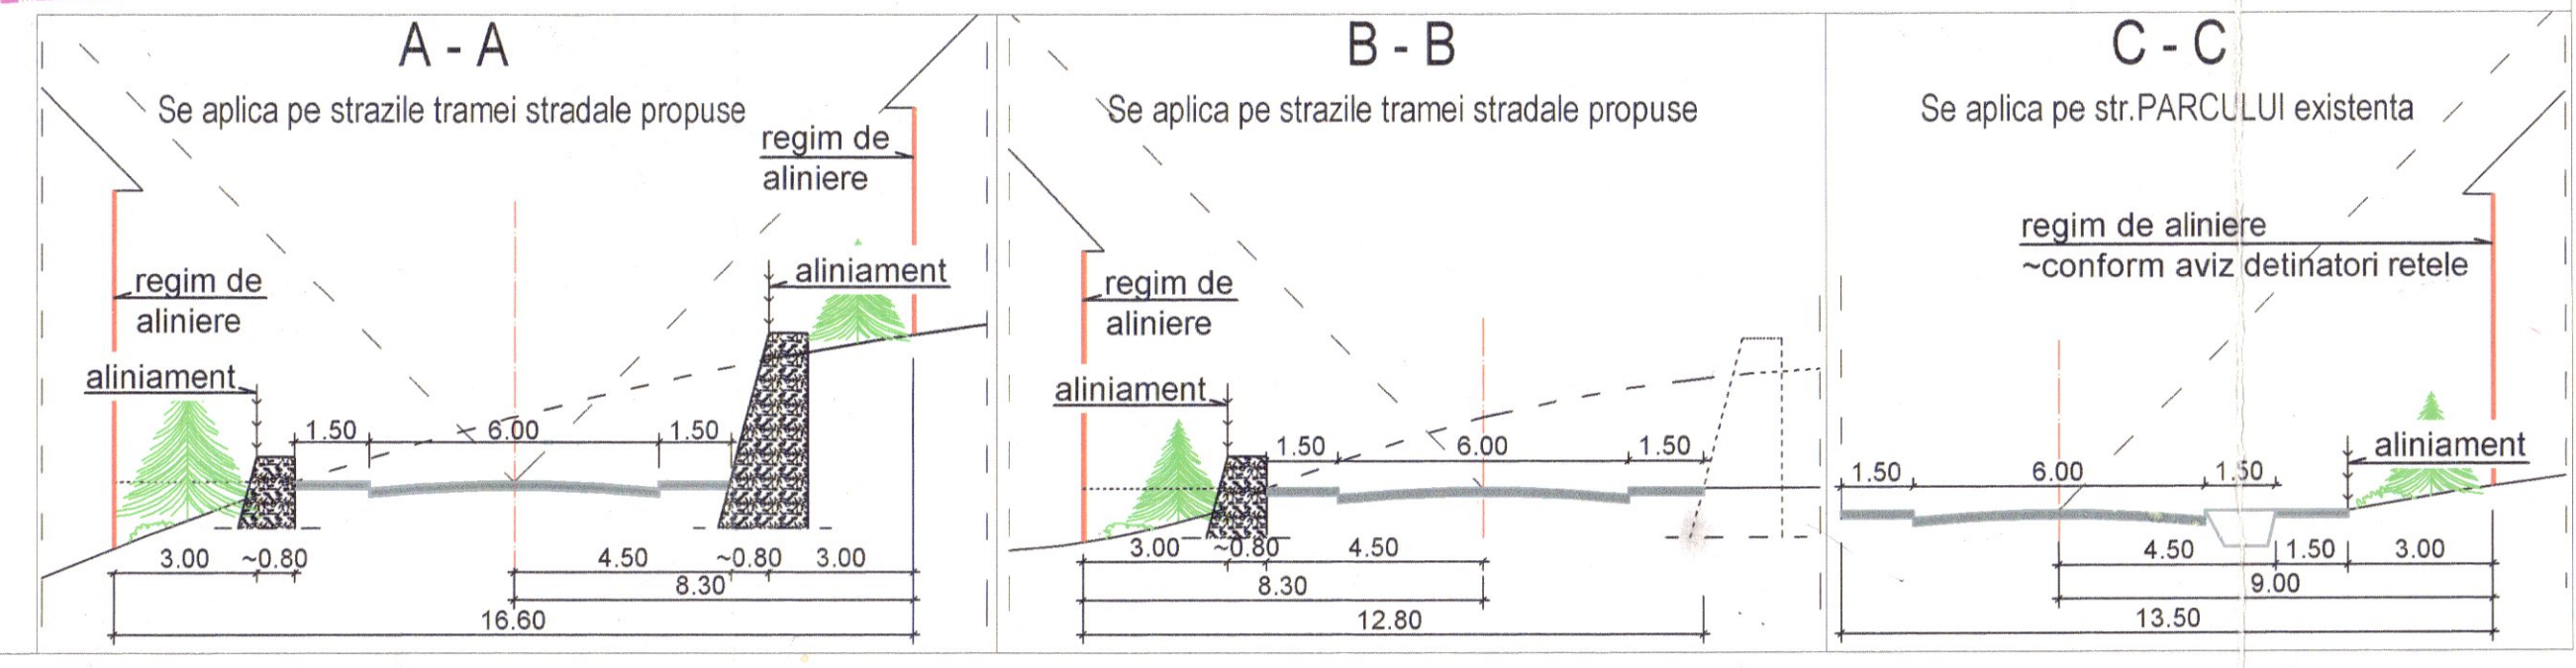 A - A
Se aplica pe strazile tramei stradale propuse
regim de
aliniere
aliniament
regim de
aliniere
aliniament
1.50
6.00
1.50
3.00
~0.80
4.50
~0.80
3.00
8.30
16.60
B - B
Se aplica pe strazile tramei stradale propuse
regim de
aliniere
aliniament
1.50
6.00
1.50
3.00
~0.80
4.50
8.30
12.80
C - C
Se aplica pe str.PARCULUI existenta
regim de aliniere
~conform aviz detinatori retele
aliniament
1.50
6.00
1.50
4.50
1.50
3.00
9.00
13.50